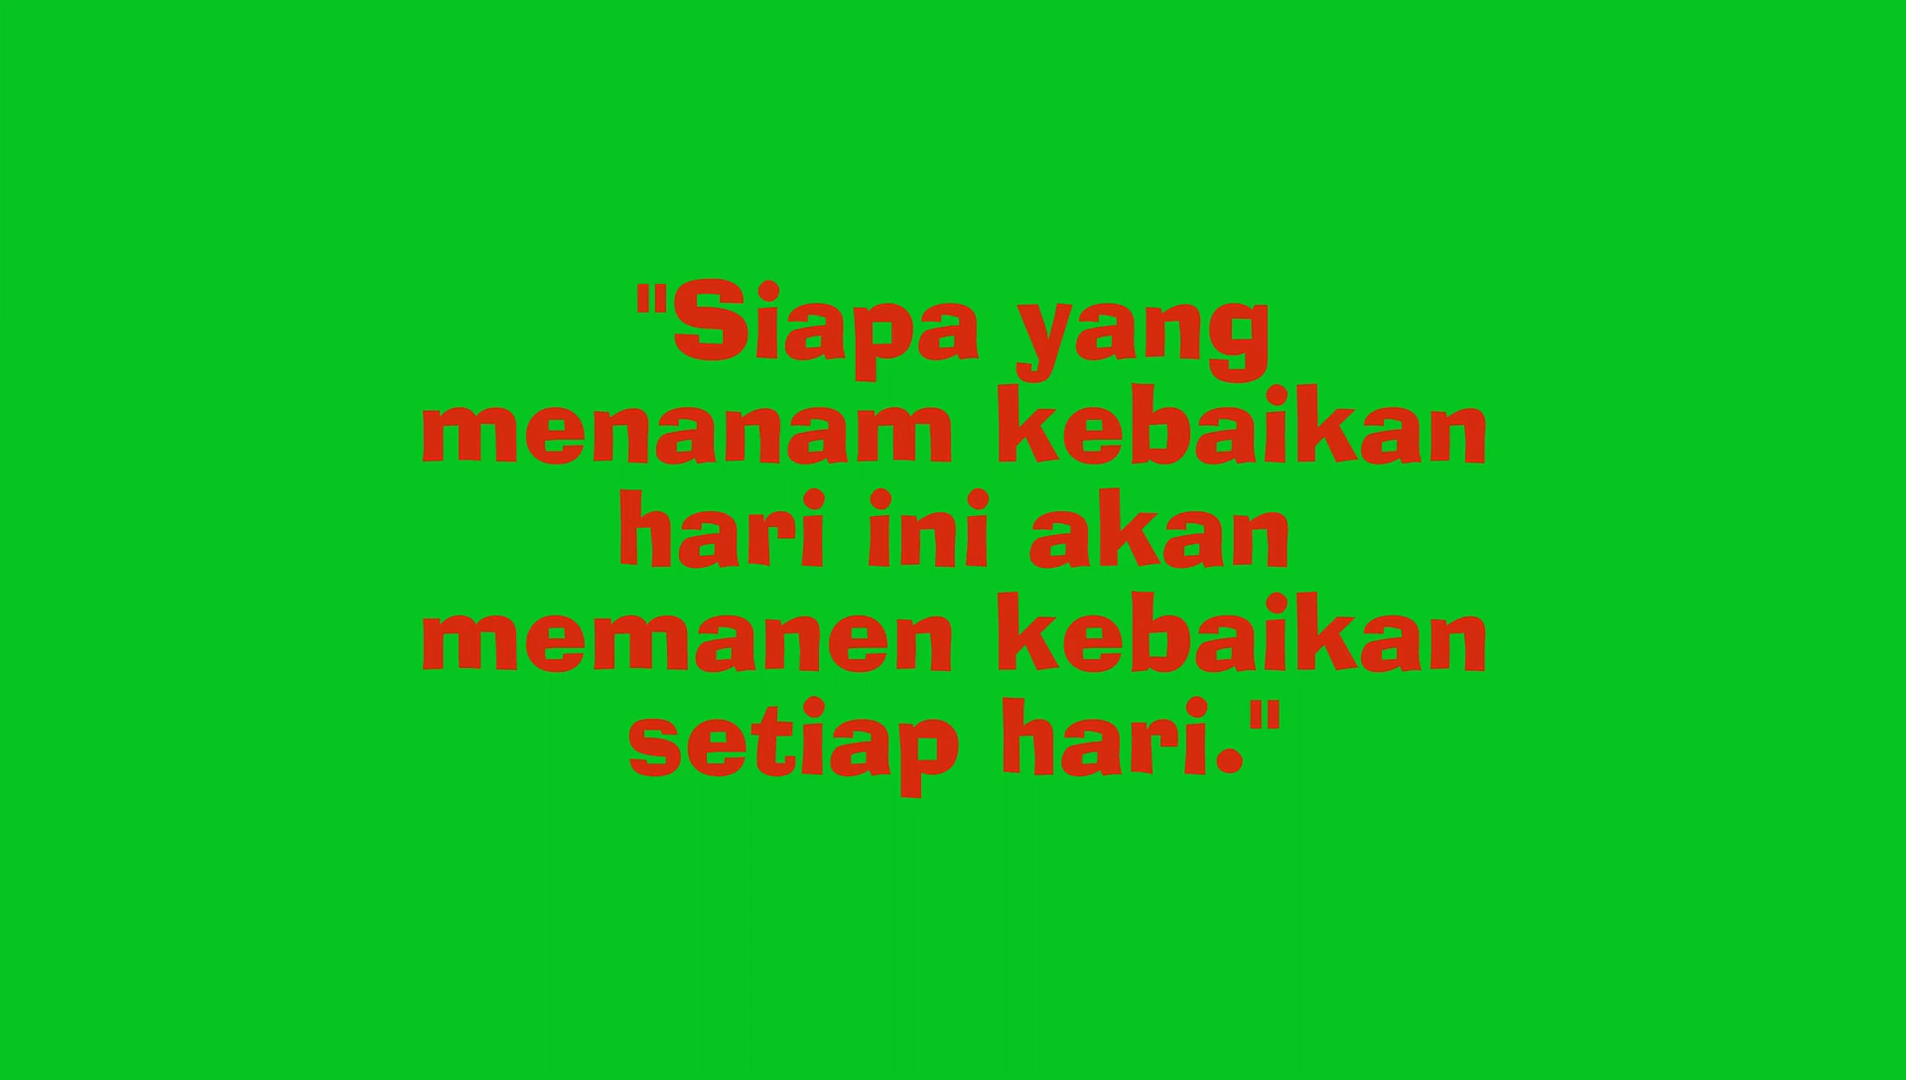 "Siapa yang
menanam kebaikan
hari ini akan
memanen kebaikan
setiap hari."